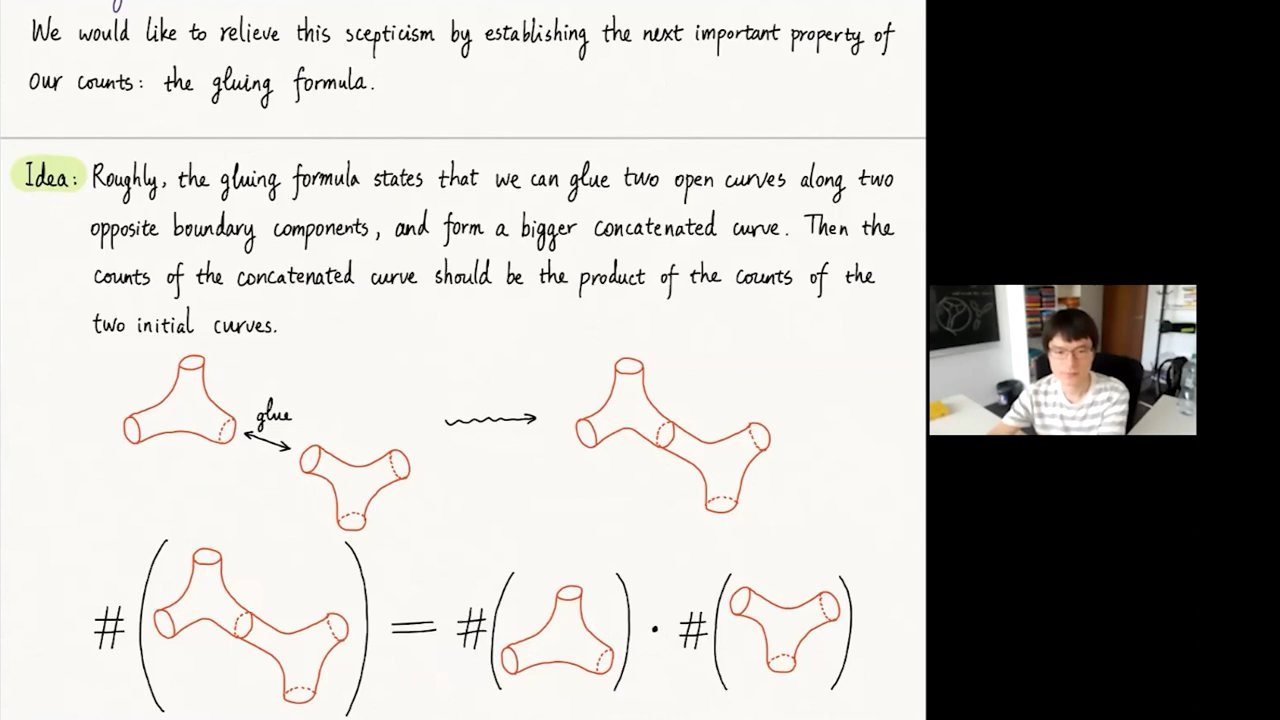 We would like to relieve this scepticism by establishing the next important property of
our counts: the gluing formula.
Idea: Roughly, the gluing formula states that we can glue two open curves along two
opposite boundary components, and form a bigger concatenated curve. Then the
counts of the concatenated curve should be the product of the counts of the
two initial curves.
glue
# ( ) = # ( ) · # ( )